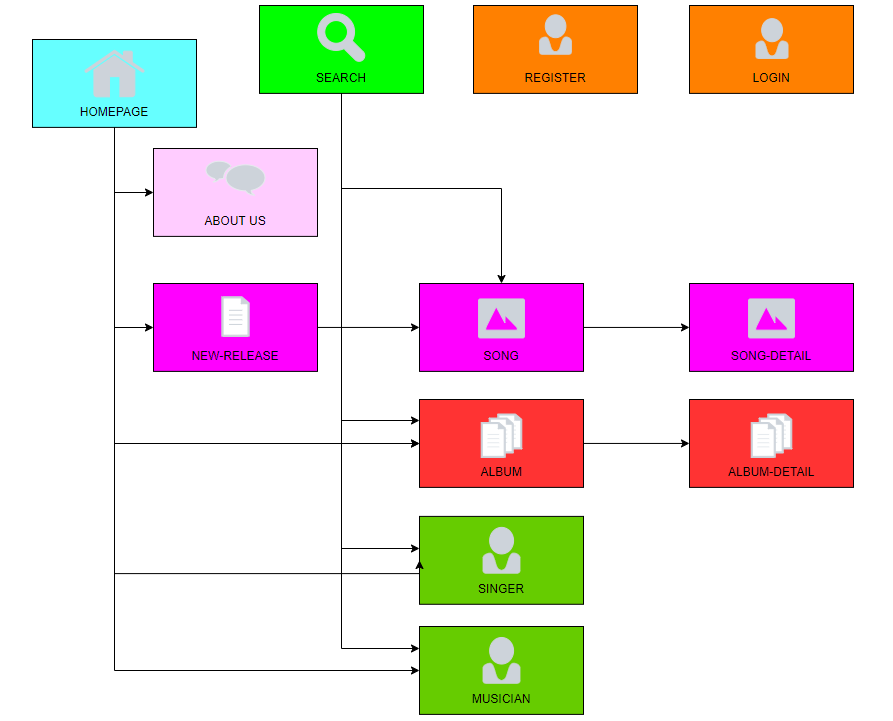 SEARCH
REGISTER
LOGIN
HOMEPAGE
ABOUT US
NEW-RELEASE
SONG
SONG-DETAIL
ALBUM
ALBUM-DETAIL
SINGER
MUSICIAN